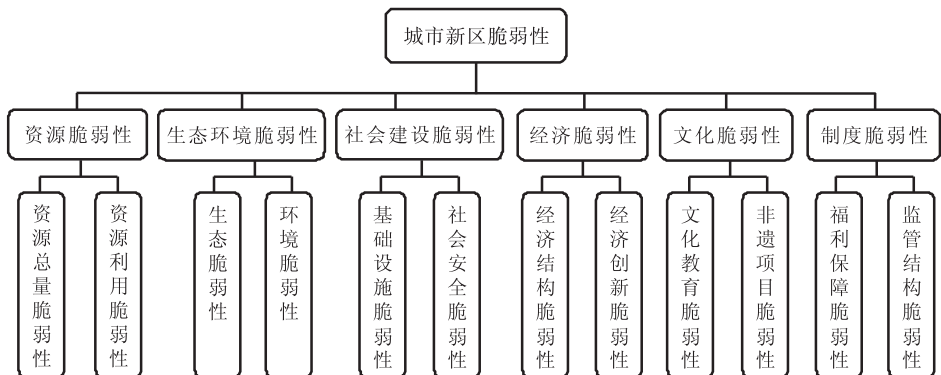 城市新区脆弱性
资源脆弱性
生态环境脆弱性
社会建设脆弱性
经济脆弱性
文化脆弱性
制度脆弱性
资源总量脆弱性
资源利用脆弱性
生态脆弱性
环境脆弱性
基础设施脆弱性
社会安全脆弱性
经济结构脆弱性
经济创新脆弱性
文化教育脆弱性
非遗项目脆弱性
福利保障脆弱性
监管结构脆弱性